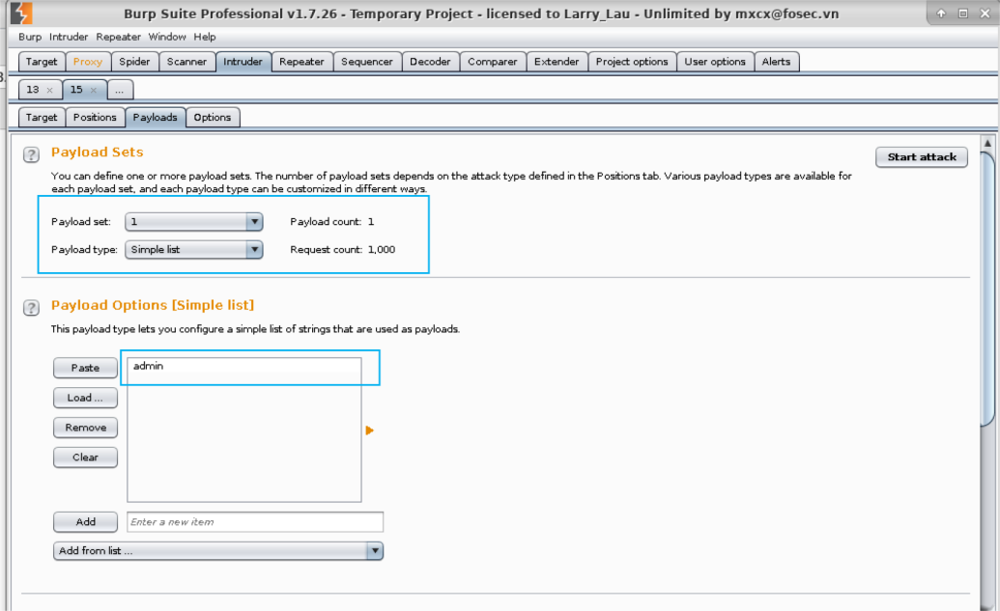 Burp Suite Professional v1.7.26 - Temporary Project - licensed to Larry_Lau - Unlimited by mxcx@fosec.vn
Burp Intruder Repeater Window Help
Target Proxy Spider Scanner Intruder Repeater Sequencer Decoder Comparer Extender Project options User options Alerts
3.
13 × 15 × ...
Target Positions Payloads Options
? Payload Sets
Start attack
You can define one or more payload sets. The number of payload sets depends on the attack type defined in the Positions tab. Various payload types are available for
each payload set, and each payload type can be customized in different ways.
Payload set: 1 Payload count: 1
Payload type: Simple list Request count: 1,000
? Payload Options [Simple list]
This payload type lets you configure a simple list of strings that are used as payloads.
Paste admin
Load ...
Remove
Clear
Add Enter a new item
Add from list ...